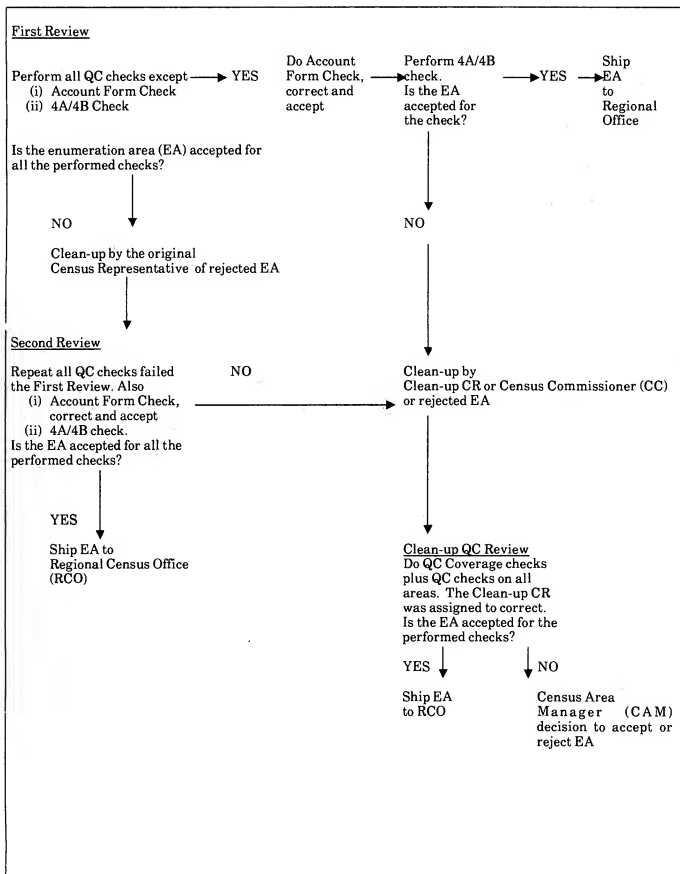 First Review
Perform all QC checks except
(i) Account Form Check
(ii) 4A/4B Check
Is the enumeration area (EA) accepted for
all the performed checks?
YES
Do Account
Form Check,
correct and
accept
Perform 4A/4B
check.
Is the EA
accepted for
the check?
YES
Ship
EA
to
Regional
Office
NO
Clean-up by the original
Census Representative of rejected EA
NO
Second Review
Repeat all QC checks failed
the First Review. Also
(i) Account Form Check,
correct and accept
(ii) 4A/4B check.
Is the EA accepted for all the
performed checks?
NO
Clean-up by
Clean-up CR or Census Commissioner (CC)
or rejected EA
YES
Ship EA to
Regional Census Office
(RCO)
Clean-up QC Review
Do QC Coverage checks
plus QC checks on all
areas. The Clean-up CR
was assigned to correct.
Is the EA accepted for the
performed checks?
YES
NO
Ship EA
to RCO
Census Area
Manager (CAM)
decision to accept or
reject EA